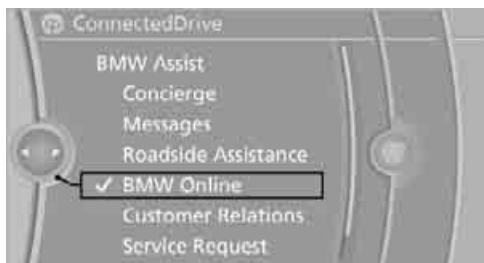 ConnectedDrive
BMW Assist
Concierge
Messages
Roadside Assistance
✓ BMW Online
Customer Relations
Service Request